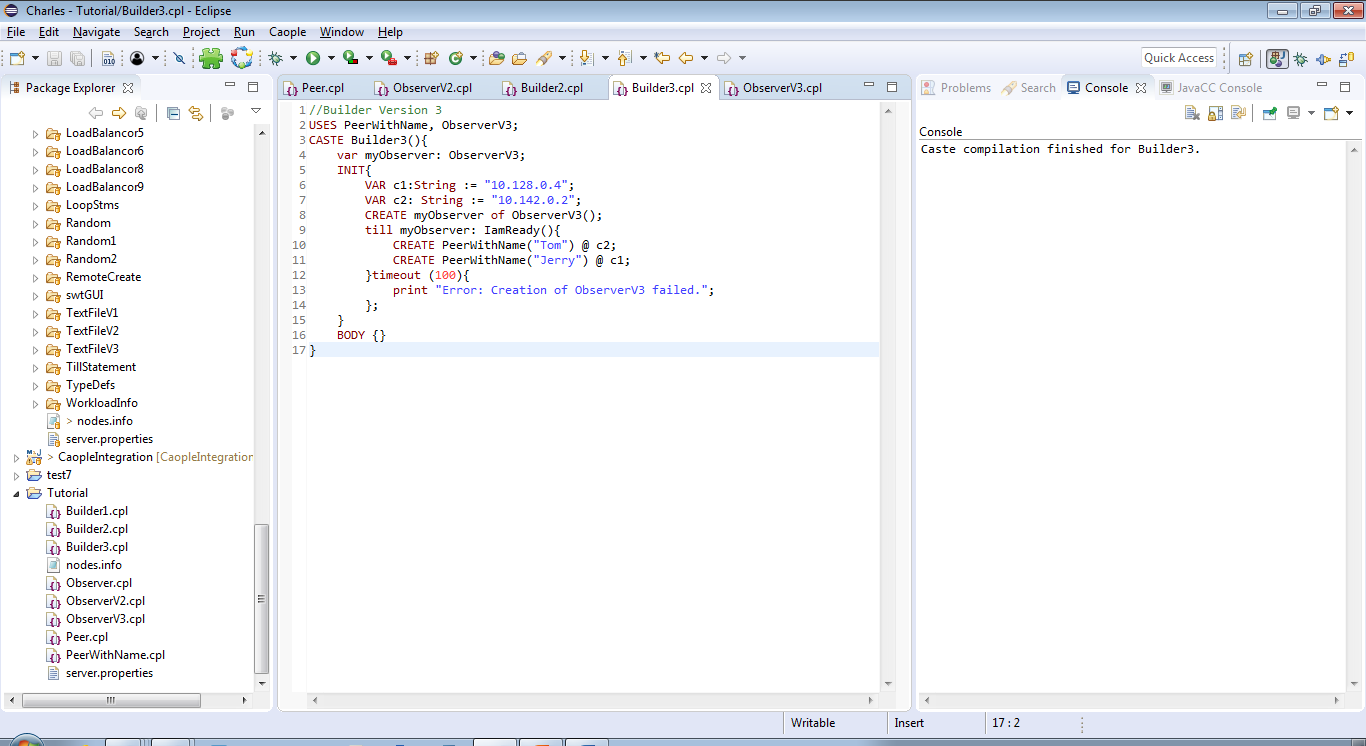 Charles - Tutorial/Builder3.cpl - Eclipse
File Edit Navigate Search Project Run Caople Window Help
Quick Access
Package Explorer
LoadBalancor5
LoadBalancor6
LoadBalancor8
LoadBalancor9
LoopStms
Random
Random1
Random2
RemoteCreate
swtGUI
TextFileV1
TextFileV2
TextFileV3
TillStatement
TypeDefs
WorkloadInfo
> nodes.info
server.properties
> CaopleIntegration [CaopleIntegration
test7
Tutorial
Builder1.cpl
Builder2.cpl
Builder3.cpl
nodes.info
Observer.cpl
ObserverV2.cpl
ObserverV3.cpl
Peer.cpl
PeerWithName.cpl
server.properties
Peer.cpl ObserverV2.cpl Builder2.cpl Builder3.cpl ObserverV3.cpl
1 //Builder Version 3
2 USES PeerWithName, ObserverV3;
3 CASTE Builder3(){
4 var myObserver: ObserverV3;
5 INIT{
6 VAR c1:String := "10.128.0.4";
7 VAR c2: String := "10.142.0.2";
8 CREATE myObserver of ObserverV3();
9 till myObserver: IamReady(){
10 CREATE PeerWithName("Tom") @ c2;
11 CREATE PeerWithName("Jerry") @ c1;
12 }timeout (100){
13 print "Error: Creation of ObserverV3 failed.";
14 };
15 }
16 BODY {}
17 }
Problems Search Console JavaCC Console
Console
Caste compilation finished for Builder3.
Writable Insert 17 : 2